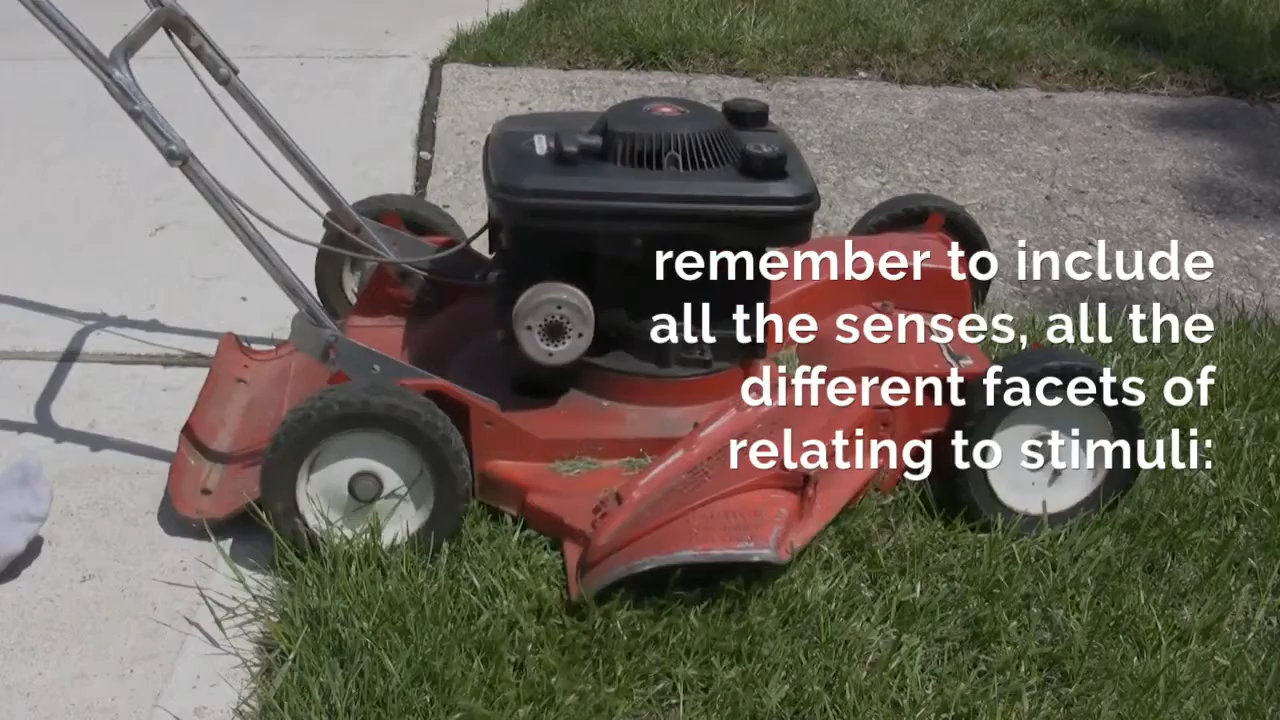 remember to include
all the senses, all the
different facets of
relating to stimuli: